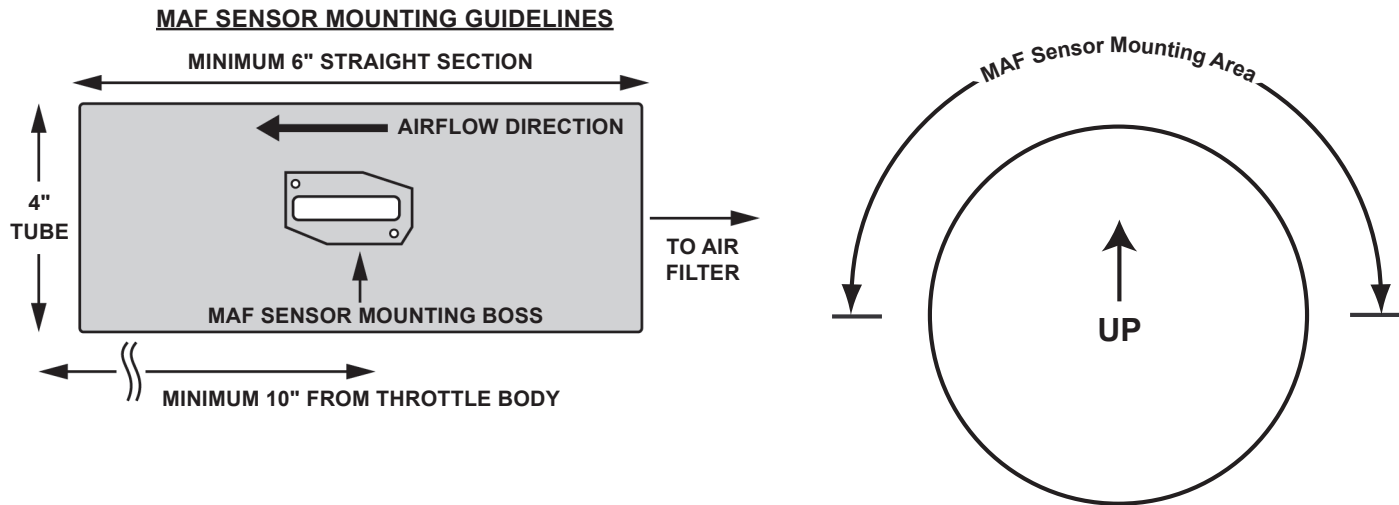 MAF SENSOR MOUNTING GUIDELINES
MINIMUM 6" STRAIGHT SECTION
AIRFLOW DIRECTION
4"
TUBE
TO AIR
FILTER
MAF SENSOR MOUNTING BOSS
MINIMUM 10" FROM THROTTLE BODY
MAF Sensor Mounting Area
UP